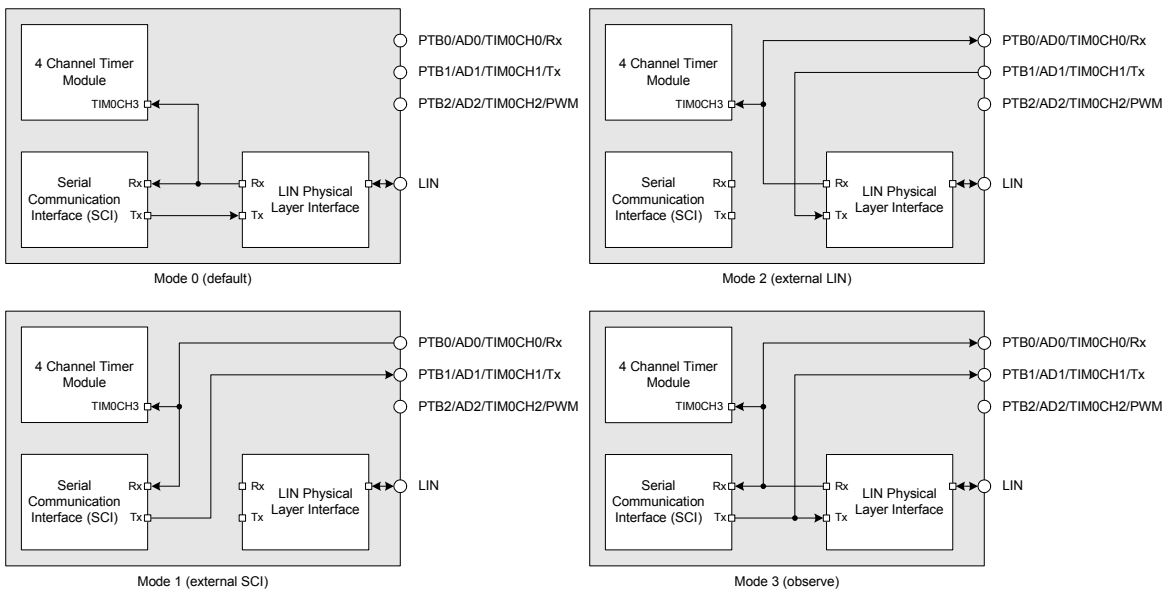 4 Channel Timer
Module
TIM0CH3
Serial
Communication
Interface (SCI)
Rx
Tx
Rx
Tx
LIN Physical
Layer Interface
PTB0/AD0/TIM0CH0/Rx
PTB1/AD1/TIM0CH1/Tx
PTB2/AD2/TIM0CH2/PWM
LIN
Mode 0 (default)
4 Channel Timer
Module
TIM0CH3
Serial
Communication
Interface (SCI)
Rx
Tx
Rx
Tx
LIN Physical
Layer Interface
PTB0/AD0/TIM0CH0/Rx
PTB1/AD1/TIM0CH1/Tx
PTB2/AD2/TIM0CH2/PWM
LIN
Mode 2 (external LIN)
4 Channel Timer
Module
TIM0CH3
Serial
Communication
Interface (SCI)
Rx
Tx
Rx
Tx
LIN Physical
Layer Interface
PTB0/AD0/TIM0CH0/Rx
PTB1/AD1/TIM0CH1/Tx
PTB2/AD2/TIM0CH2/PWM
LIN
Mode 1 (external SCI)
4 Channel Timer
Module
TIM0CH3
Serial
Communication
Interface (SCI)
Rx
Tx
Rx
Tx
LIN Physical
Layer Interface
PTB0/AD0/TIM0CH0/Rx
PTB1/AD1/TIM0CH1/Tx
PTB2/AD2/TIM0CH2/PWM
LIN
Mode 3 (observe)